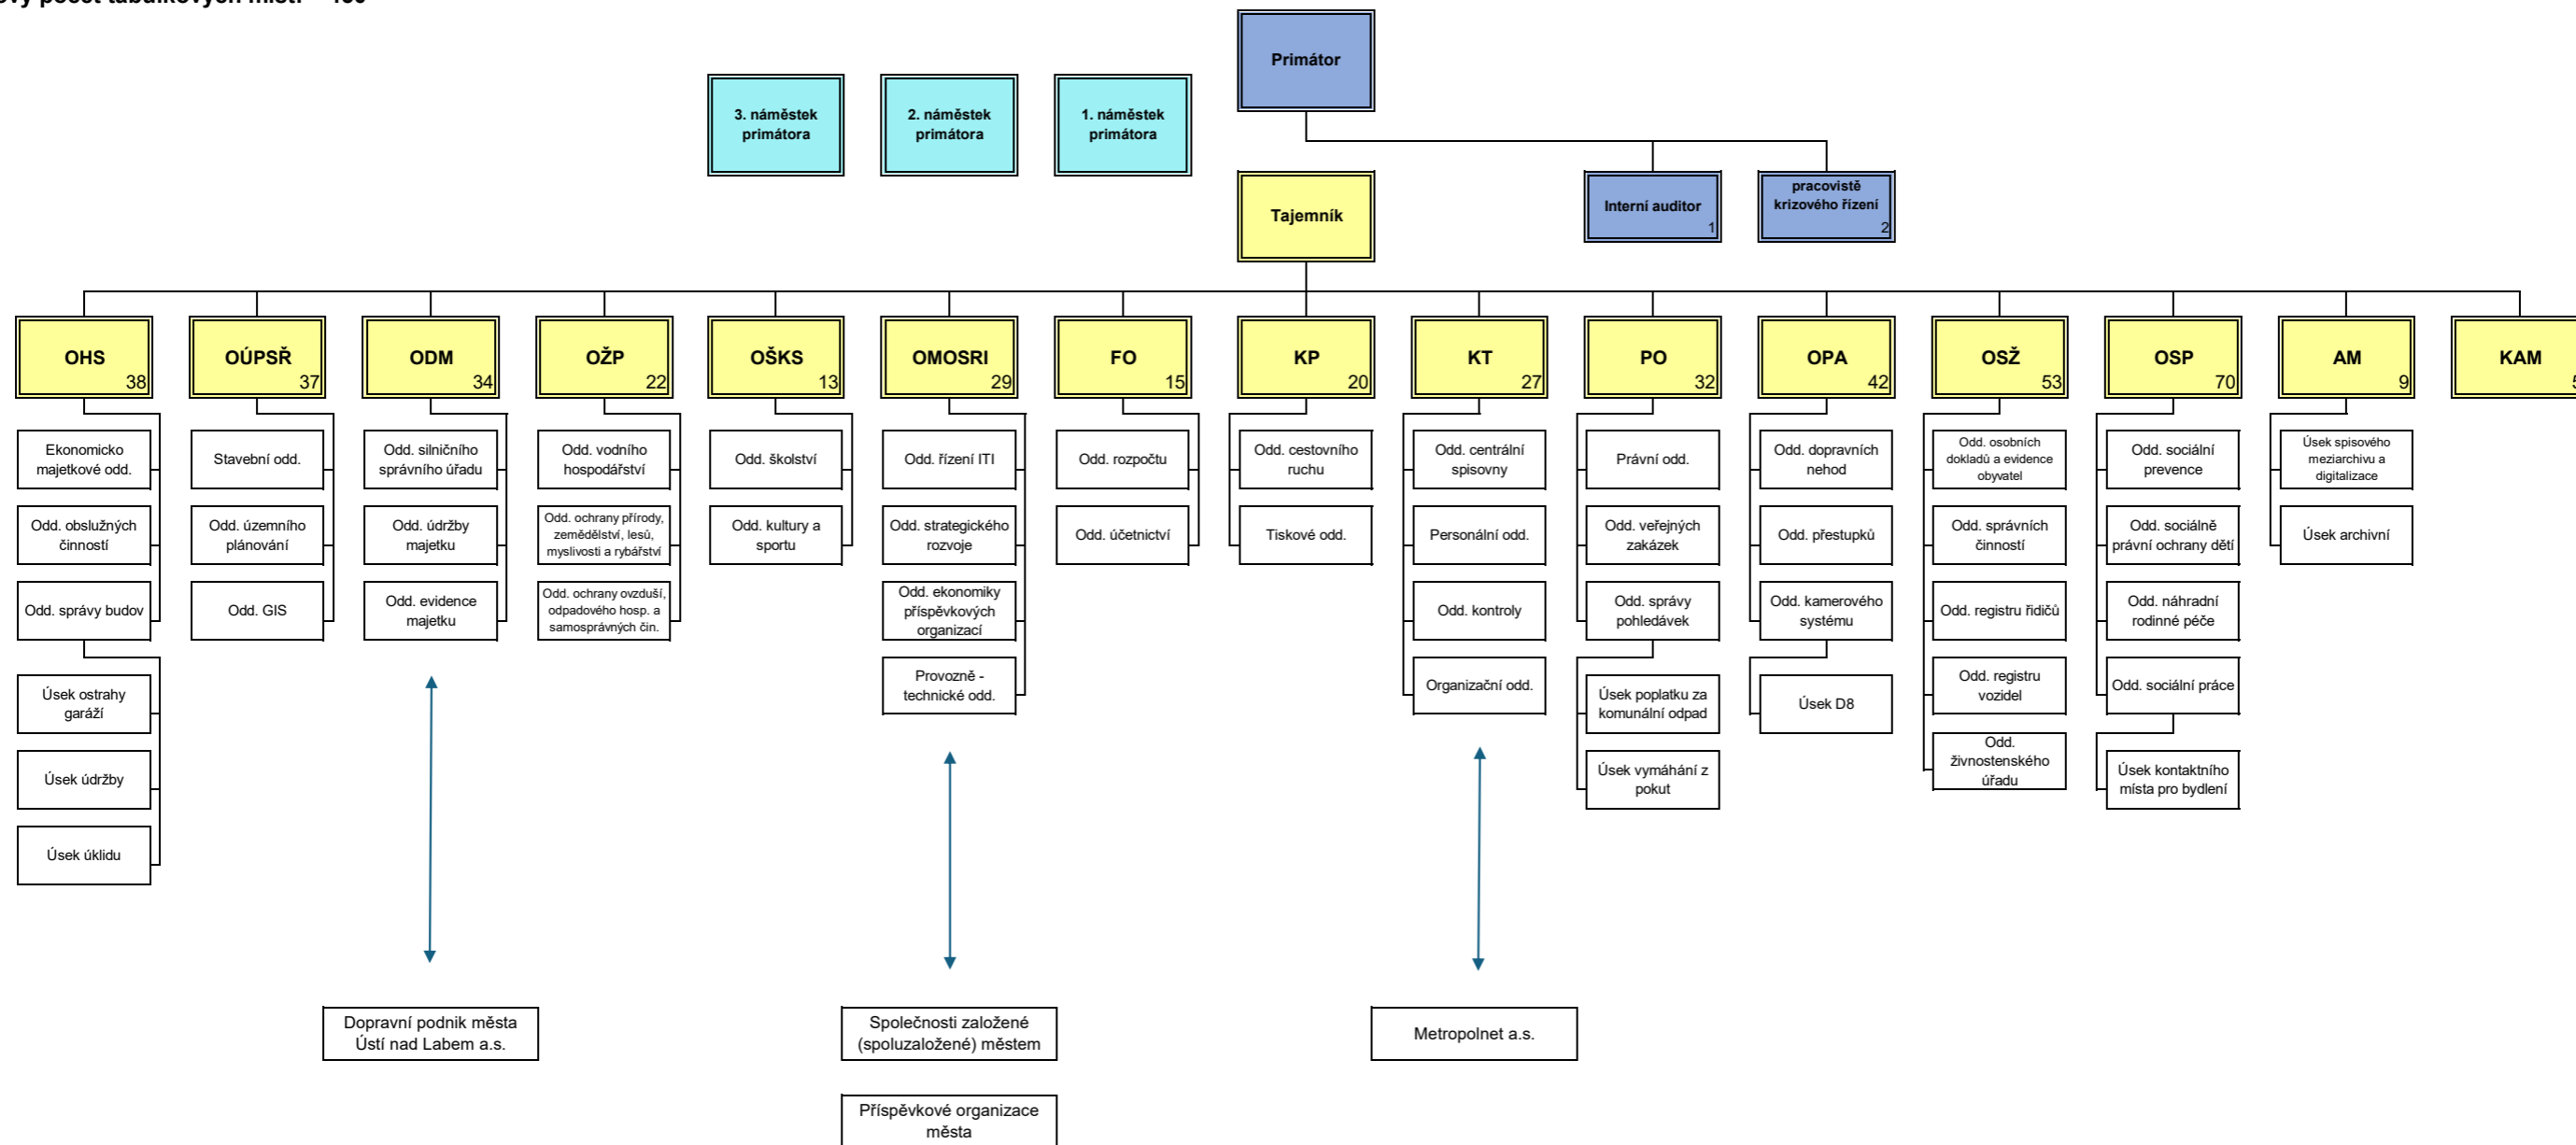 počet tabulkových míst:
Primátor
3. náměstek
primátora
2. náměstek
primátora
1. náměstek
primátora
Tajemník
Interní auditor
1
pracovistě
krizového řízení
2
OHS
38
OÚPSŘ
37
ODM
34
OŽP
22
OŠKS
13
OMOSRI
29
FO
15
KP
20
KT
27
PO
32
OPA
42
OSŽ
53
OSP
70
AM
9
KAM
Ekonomicko
majetkové odd.
Odd. obslužných
činností
Odd. správy budov
Úsek ostrahy
garáží
Úsek údržby
Úsek úklidu
Stavební odd.
Odd. územního
plánování
Odd. GIS
Odd. silničního
správního úřadu
Odd. údržby
majetku
Odd. evidence
majetku
Odd. vodního
hospodářství
Odd. ochrany přírody,
zemědělství, lesů,
myslivosti a rybářství
Odd. ochrany ovzduší,
odpadového hosp. a
samosprávných čin.
Odd. školství
Odd. kultury a
sportu
Odd. řízení ITI
Odd. strategického
rozvoje
Odd. ekonomiky
příspěvkových
organizací
Provozně -
technické odd.
Odd. rozpočtu
Odd. účetnictví
Odd. cestovního
ruchu
Tiskové odd.
Odd. centrální
spisovny
Personální odd.
Odd. kontroly
Organizační odd.
Právní odd.
Odd. veřejných
zakázek
Odd. správy
pohledávek
Úsek poplatku za
komunální odpad
Úsek vymáhání z
pokut
Odd. dopravních
nehod
Odd. přestupků
Odd. kamerového
systému
Úsek D8
Odd. osobních
dokladů a evidence
obyvatel
Odd. správních
činností
Odd. registru řidičů
Odd. registru
vozidel
Odd.
živnostenského
úřadu
Odd. sociální
prevence
Odd. sociálně
právní ochrany dětí
Odd. náhradní
rodinné péče
Odd. sociální práce
Úsek kontaktního
místa pro bydlení
Úsek spisového
meziarchivu a
digitalizace
Úsek archivní
Dopravní podnik města
Ústí nad Labem a.s.
Společnosti založené
(spoluzaložené) městem
Příspěvkové organizace
města
Metropolnet a.s.